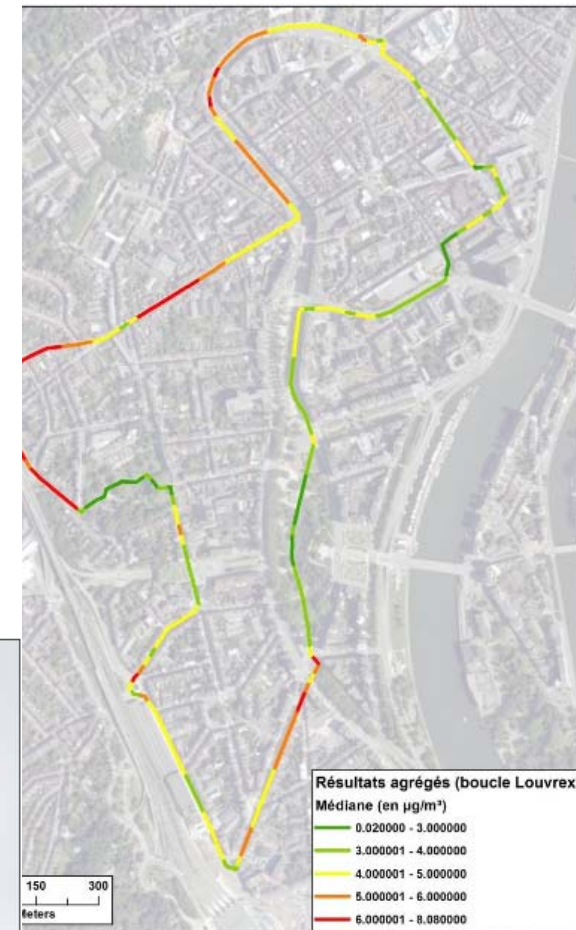 Résultats agrégés (boucle Louvrex
Médiane (en µg/m³)
0.020000 - 3.000000
3.000001 - 4.000000
4.000001 - 5.000000
5.000001 - 6.000000
6.000001 - 8.080000
150 300
Meters